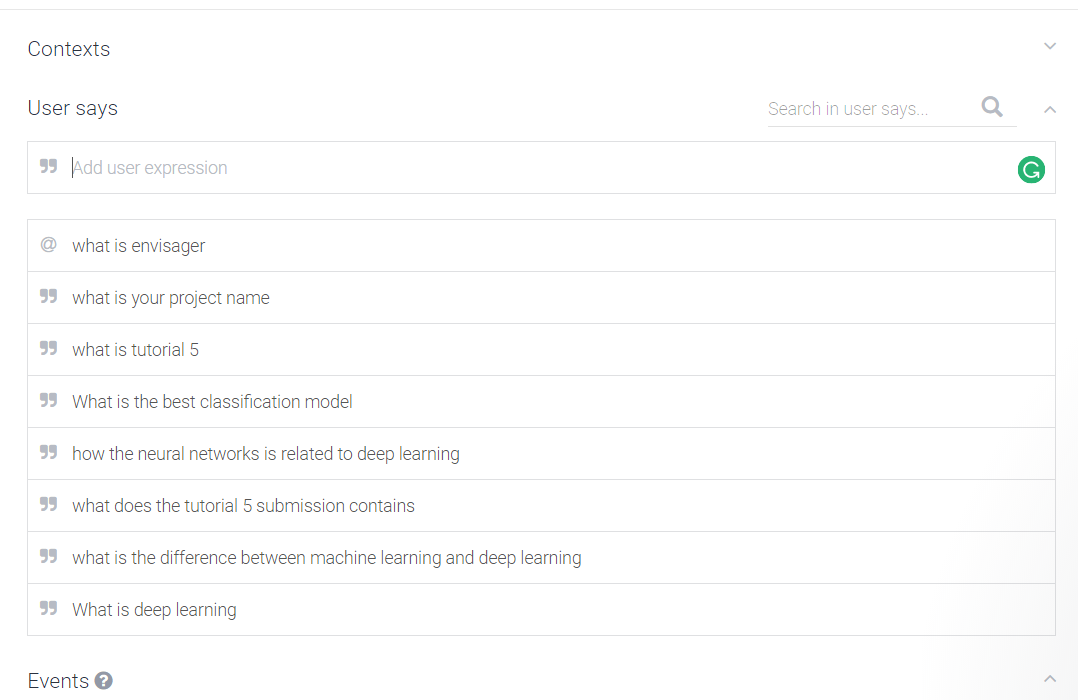 Contexts
User says
Search in user says...
Add user expression
@ what is envisager
what is your project name
what is tutorial 5
What is the best classification model
how the neural networks is related to deep learning
what does the tutorial 5 submission contains
what is the difference between machine learning and deep learning
What is deep learning
Events ?